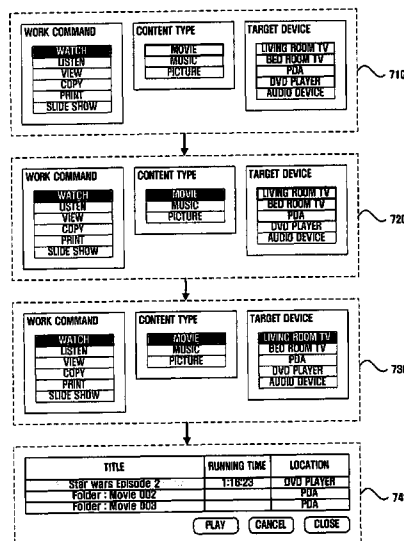 WORK COMMAND
WATCH
LISTEN
VIEW
COPY
PRINT
SLIDE SHOW
CONTENT TYPE
MOVIE
MUSIC
PICTURE
TARGET DEVICE
LIVING ROOM TV
BED ROOM TV
PDA
DVD PLAYER
AUDIO DEVICE
710
WORK COMMAND
WATCH
LISTEN
VIEW
COPY
PRINT
SLIDE SHOW
CONTENT TYPE
MOVIE
MUSIC
PICTURE
TARGET DEVICE
LIVING ROOM TV
BED ROOM TV
PDA
DVD PLAYER
AUDIO DEVICE
720
WORK COMMAND
WATCH
LISTEN
VIEW
COPY
PRINT
SLIDE SHOW
CONTENT TYPE
MOVIE
MUSIC
PICTURE
TARGET DEVICE
LIVING ROOM TV
BED ROOM TV
PDA
DVD PLAYER
AUDIO DEVICE
TITLE RUNNING TIME LOCATION
Star wars Episode 2 1:16:23 DVD PLAYER
Folder : Movie 002 PDA
Folder : Movie 003 PDA
PLAY CANCEL CLOSE